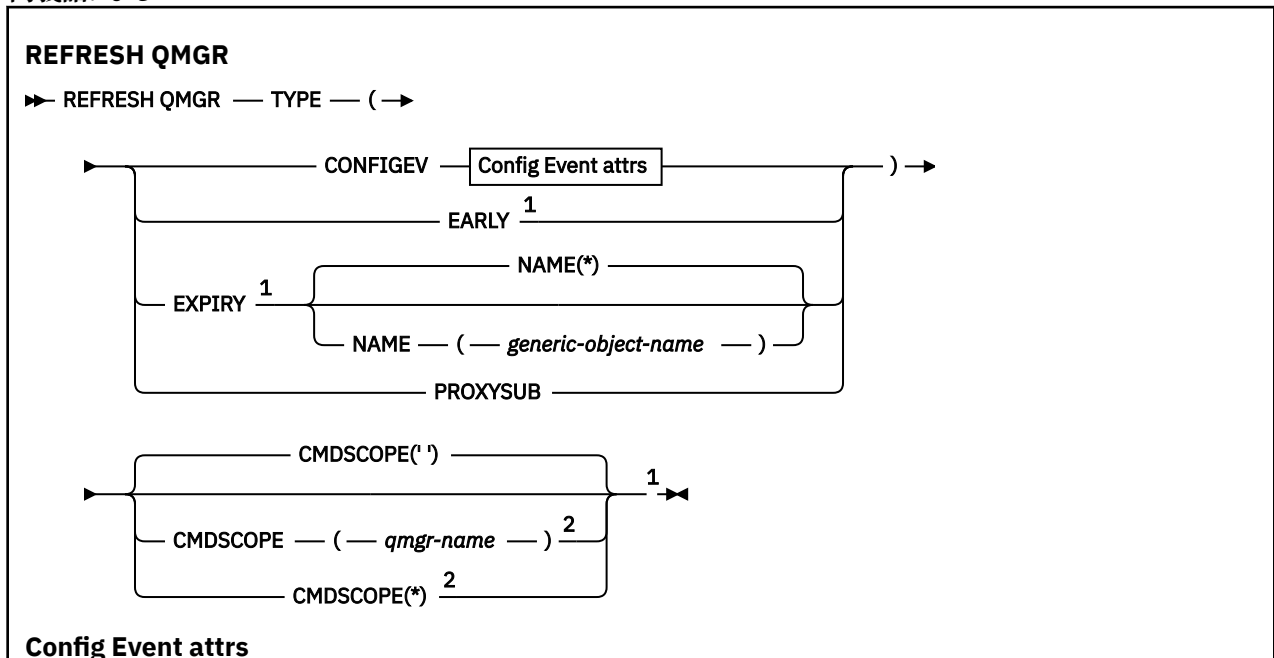 REFRESH QMGR
REFRESH QMGR TYPE (
CONFIGEV Config Event attrs )
EARLY 1
NAME(*)
EXPIRY 1
NAME ( generic-object-name )
PROXYSUB
CMDSCOPE(' ')
1
CMDSCOPE ( qmgr-name ) 2
CMDSCOPE(*) 2
Config Event attrs